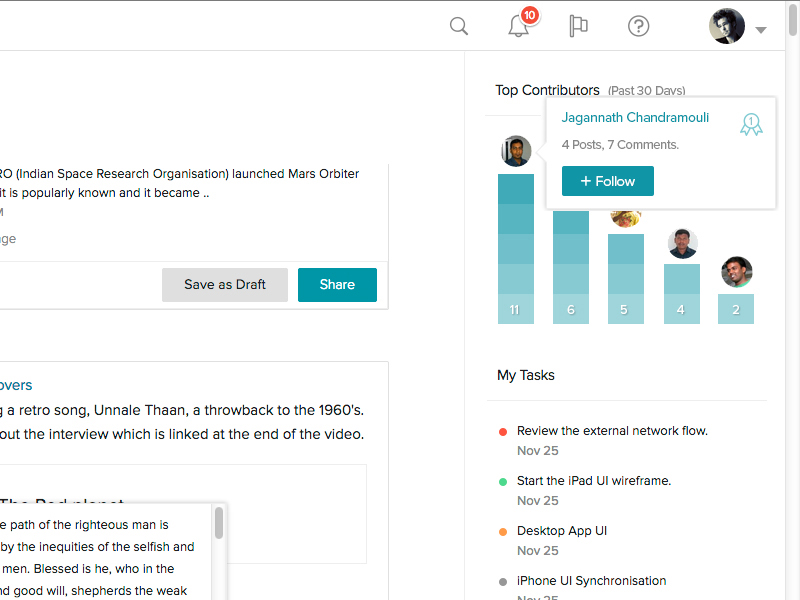 10
Top Contributors (Past 30 Days)
Jagannath Chandramouli
1
4 Posts, 7 Comments.
+ Follow
RO (Indian Space Research Organisation) launched Mars Orbiter
it is popularly known and it became ..
M
ge
Save as Draft
Share
11
6
5
4
2
My Tasks
overs
g a retro song, Unnale Thaan, a throwback to the 1960's.
out the interview which is linked at the end of the video.
Review the external network flow.
Nov 25
Start the iPad UI wireframe.
Nov 25
Desktop App UI
Nov 25
iPhone UI Synchronisation
Nov 25
The Red planet
e path of the righteous man is
by the inequities of the selfish and
men. Blessed is he, who in the
nd good will, shepherds the weak